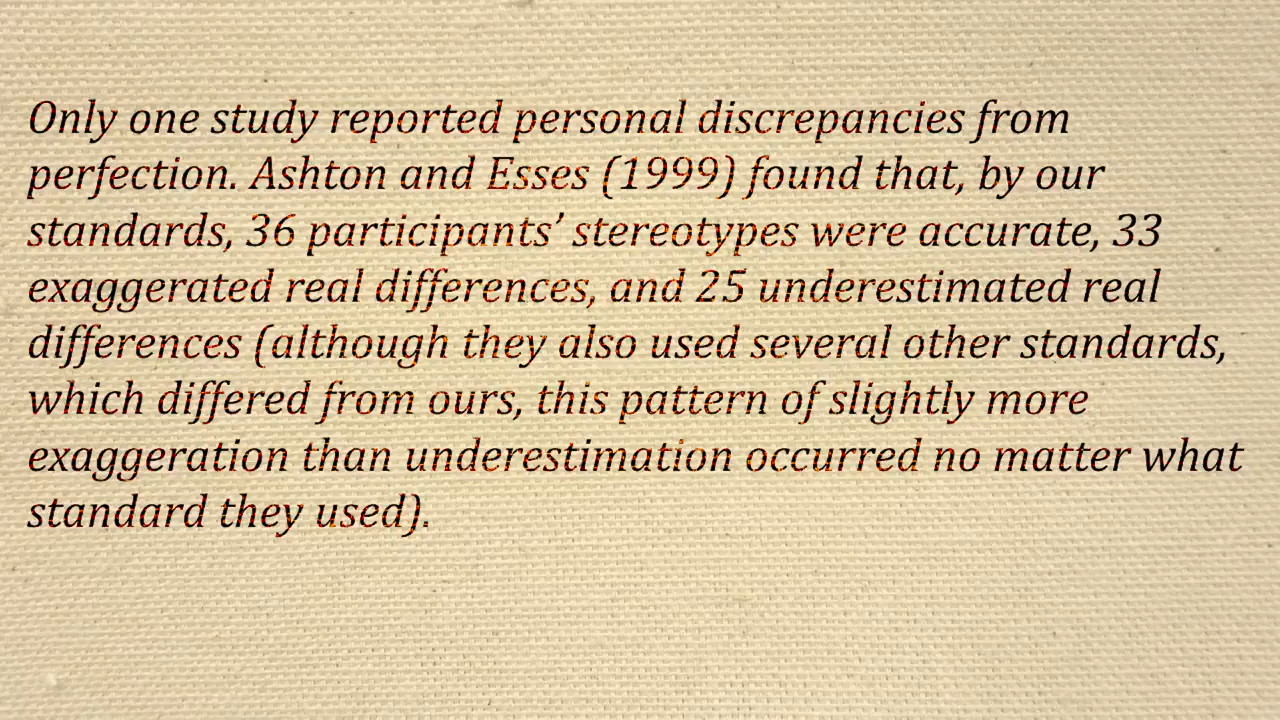 Only one study reported personal discrepancies from
perfection. Ashton and Esses (1999) found that, by our
standards, 36 participants’ stereotypes were accurate, 33
exaggerated real differences, and 25 underestimated real
differences (although they also used several other standards,
which differed from ours, this pattern of slightly more
exaggeration than underestimation occurred no matter what
standard they used).